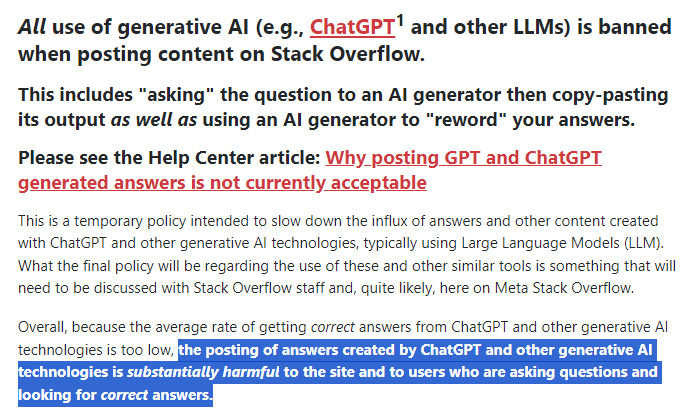 All use of generative AI (e.g., ChatGPT1 and other LLMs) is banned
when posting content on Stack Overflow.
This includes "asking" the question to an AI generator then copy-pasting
its output as well as using an AI generator to "reword" your answers.
Please see the Help Center article: Why posting GPT and ChatGPT
generated answers is not currently acceptable
This is a temporary policy intended to slow down the influx of answers and other content created
with ChatGPT and other generative AI technologies, typically using Large Language Models (LLM).
What the final policy will be regarding the use of these and other similar tools is something that will
need to be discussed with Stack Overflow staff and, quite likely, here on Meta Stack Overflow.
Overall, because the average rate of getting correct answers from ChatGPT and other generative AI
technologies is too low, the posting of answers created by ChatGPT and other generative AI
technologies is substantially harmful to the site and to users who are asking questions and
looking for correct answers.